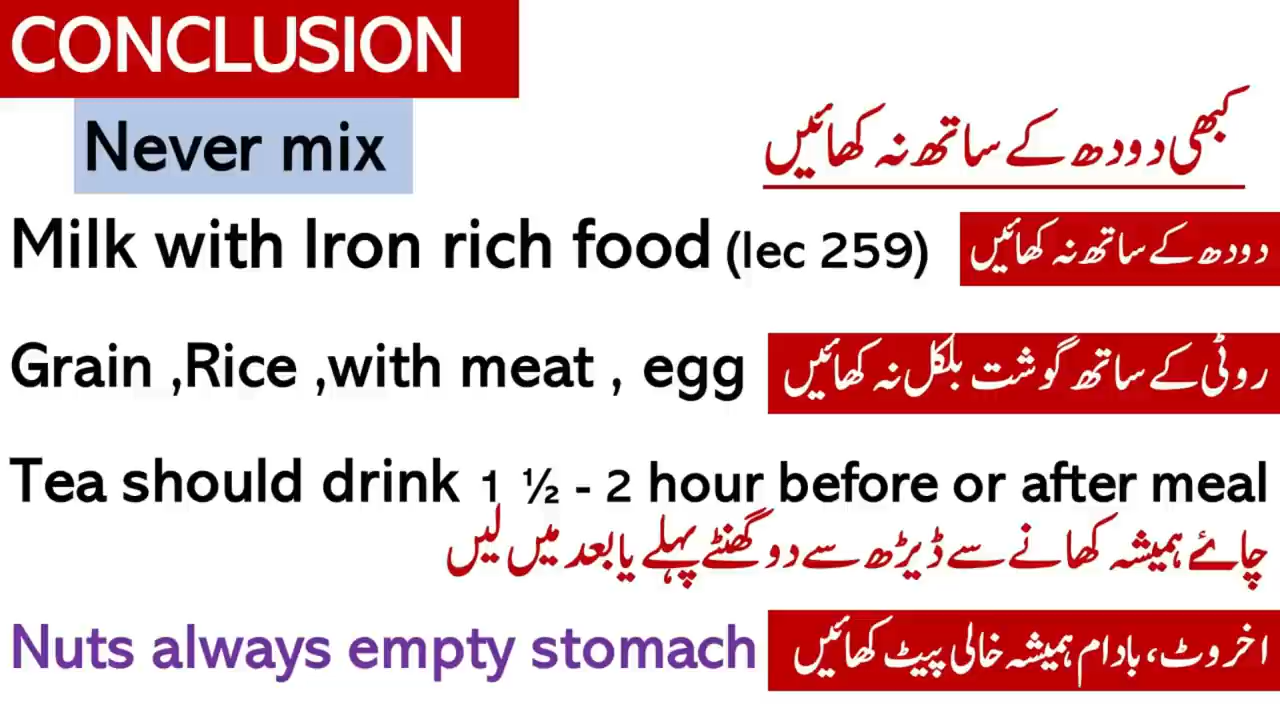 CONCLUSION
Never mix
کبھی دودھ کے ساتھ نہ کھائیں
Milk with Iron rich food (lec 259)
دودھ کے ساتھ نہ کھائیں
Grain ,Rice ,with meat , egg
روٹی کے ساتھ گوشت بلکل نہ کھائیں
Tea should drink 1 ½ - 2 hour before or after meal
چائے ہمیشہ کھانے سے ڈیڑھ سے دو گھنٹے پہلے یا بعد میں لیں
Nuts always empty stomach
اخروٹ، بادام ہمیشہ خالی پیٹ کھائیں